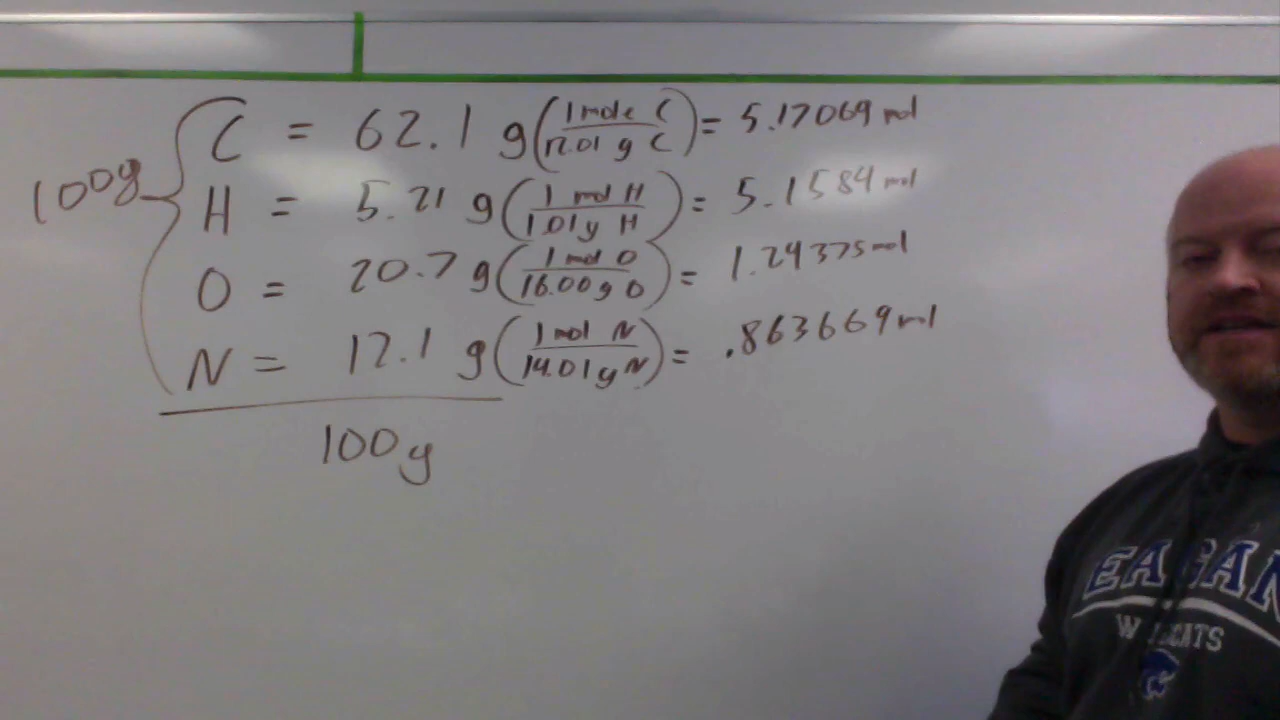 100g { C = 62.1 g (1 mole C / 12.01 g C) = 5.17069 mol
H = 5.21 g (1 mol H / 1.01 g H) = 5.1584 mol
O = 20.7 g (1 mol O / 16.00 g O) = 1.29375 mol
N = 12.1 g (1 mol N / 14.01 g N) = .863669 mol
100 g
EAGAN
WILDCATS